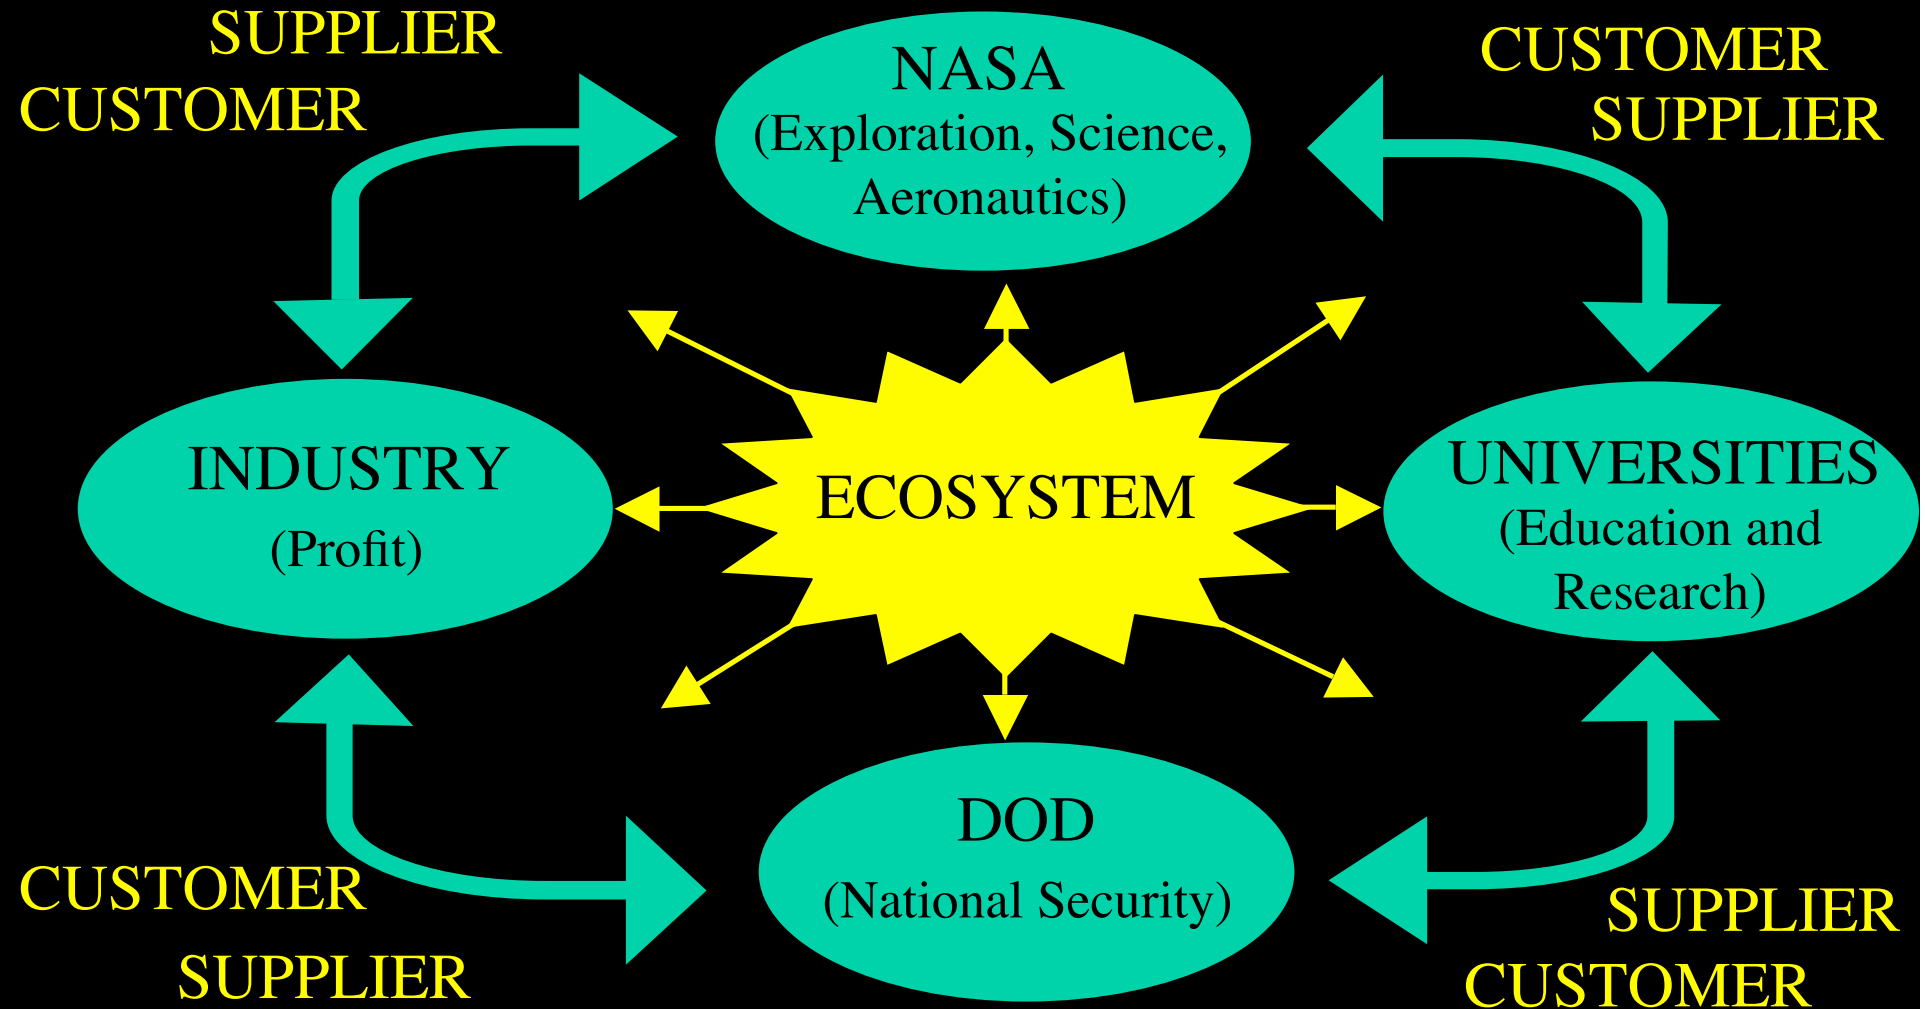 SUPPLIER
CUSTOMER
NASA
(Exploration, Science,
Aeronautics)
CUSTOMER
SUPPLIER
INDUSTRY
(Profit)
ECOSYSTEM
UNIVERSITIES
(Education and
Research)
DOD
(National Security)
CUSTOMER
SUPPLIER
SUPPLIER
CUSTOMER